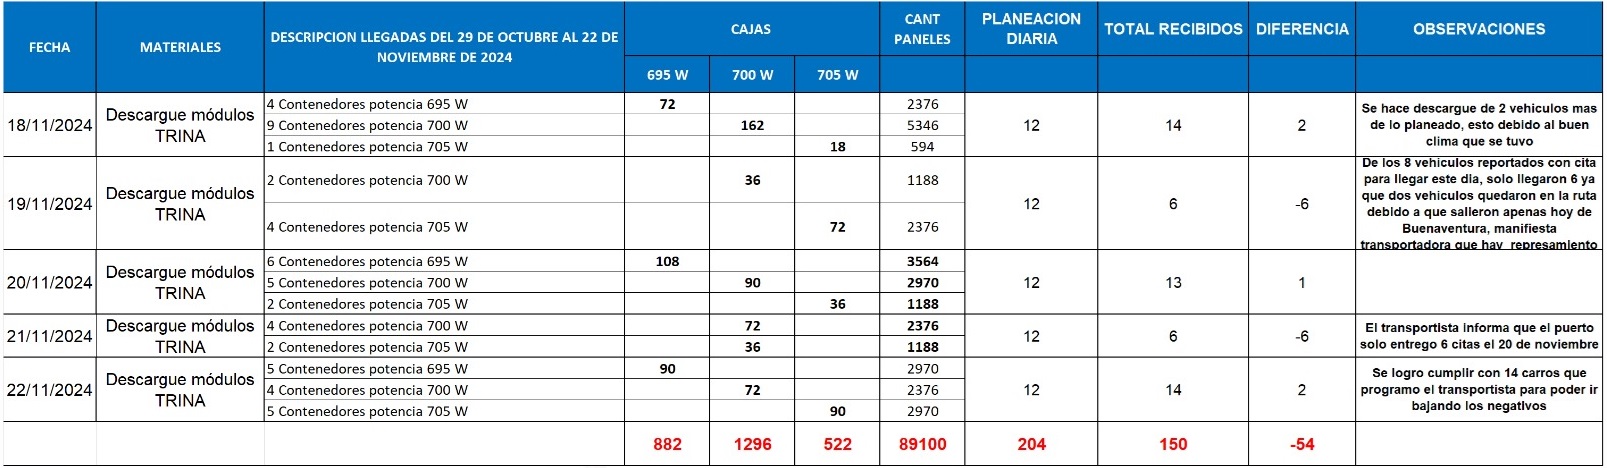 FECHA
MATERIALES
DESCRIPCION LLEGADAS DEL 29 DE OCTUBRE AL 22 DE
NOVIEMBRE DE 2024
CAJAS
CANT
PANELES
PLANEACION
DIARIA
TOTAL RECIBIDOS
DIFERENCIA
OBSERVACIONES
695 W
700 W
705 W
18/11/2024
Descargue módulos
TRINA
4 Contenedores potencia 695 W
72
2376
9 Contenedores potencia 700 W
162
5346
1 Contenedores potencia 705 W
18
594
12
14
2
Se hace descargue de 2 vehiculos mas
de lo planeado, esto debido al buen
clima que se tuvo
19/11/2024
Descargue módulos
TRINA
2 Contenedores potencia 700 W
36
1188
4 Contenedores potencia 705 W
72
2376
12
6
-6
De los 8 vehiculos reportados con cita
para llegar este dia, solo llegaron 6 ya
que dos vehiculos quedaron en la ruta
debido a que salleron apenas hoy de
Buenaventura, manifiesta
transportadora que hay represamiento
20/11/2024
Descargue módulos
TRINA
6 Contenedores potencia 695 W
108
3564
5 Contenedores potencia 700 W
90
2970
2 Contenedores potencia 705 W
36
1188
12
13
1
21/11/2024
Descargue módulos
TRINA
4 Contenedores potencia 700 W
72
2376
2 Contenedores potencia 705 W
36
1188
12
6
-6
El transportista informa que el puerto
solo entrego 6 citas el 20 de noviembre
22/11/2024
Descargue módulos
TRINA
5 Contenedores potencia 695 W
90
2970
4 Contenedores potencia 700 W
72
2376
5 Contenedores potencia 705 W
90
2970
12
14
2
Se logro cumplir con 14 carros que
programo el transportista para poder ir
bajando los negativos
882
1296
522
89100
204
150
-54